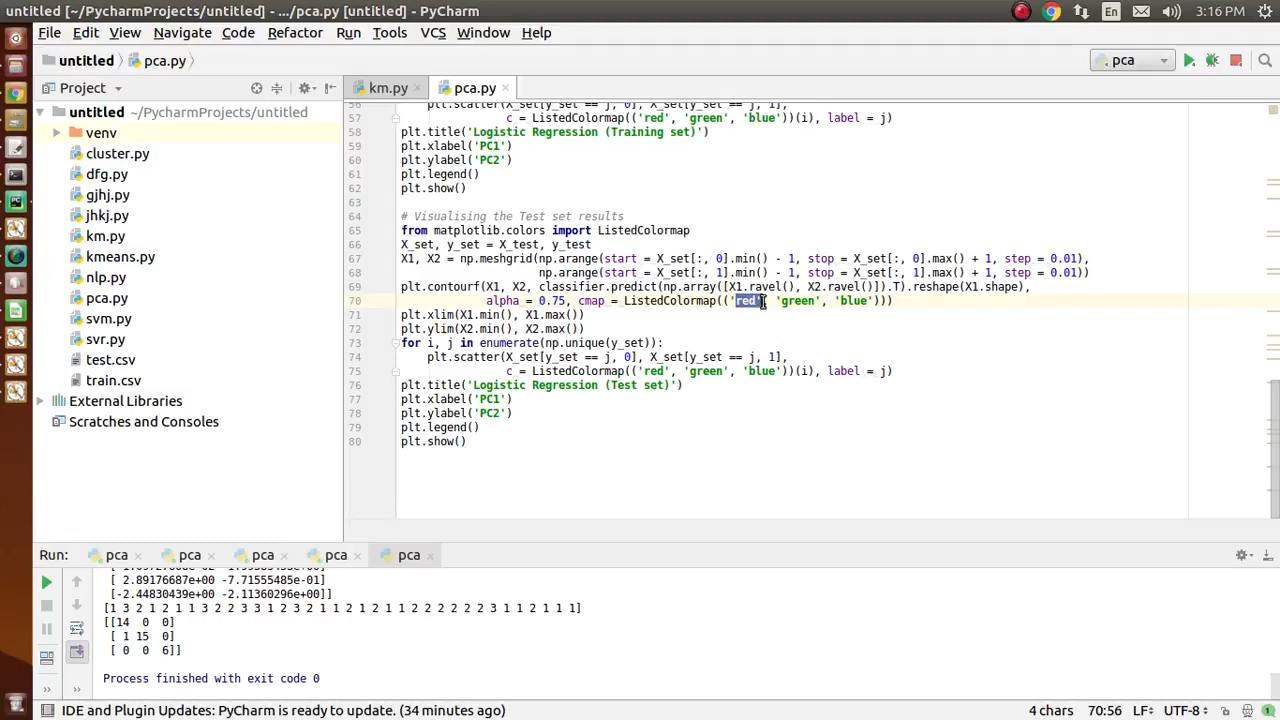 untitled [~/PycharmProjects/untitled] - .../pca.py [untitled] - PyCharm
En
3:16 PM
File Edit View Navigate Code Refactor Run Tools VCS Window Help
untitled pca.py
pca
Project
km.py
pca.py
untitled ~/PycharmProjects/untitled
venv
cluster.py
dfg.py
gjhj.py
jhkj.py
km.py
kmeans.py
nlp.py
pca.py
svm.py
svr.py
test.csv
train.csv
External Libraries
Scratches and Consoles
56 plt.scatter(X_set[y_set == j, 0], X_set[y_set == j, 1],
57 c = ListedColormap(('red', 'green', 'blue'))(i), label = j)
58 plt.title('Logistic Regression (Training set)')
59 plt.xlabel('PC1')
60 plt.ylabel('PC2')
61 plt.legend()
62 plt.show()
63
64 # Visualising the Test set results
65 from matplotlib.colors import ListedColormap
66 X_set, y_set = X_test, y_test
67 X1, X2 = np.meshgrid(np.arange(start = X_set[:, 0].min() - 1, stop = X_set[:, 0].max() + 1, step = 0.01),
68 np.arange(start = X_set[:, 1].min() - 1, stop = X_set[:, 1].max() + 1, step = 0.01))
69 plt.contourf(X1, X2, classifier.predict(np.array([X1.ravel(), X2.ravel()]).T).reshape(X1.shape),
70 alpha = 0.75, cmap = ListedColormap(('red', 'green', 'blue')))
71 plt.xlim(X1.min(), X1.max())
72 plt.ylim(X2.min(), X2.max())
73 for i, j in enumerate(np.unique(y_set)):
74 plt.scatter(X_set[y_set == j, 0], X_set[y_set == j, 1],
75 c = ListedColormap(('red', 'green', 'blue'))(i), label = j)
76 plt.title('Logistic Regression (Test set)')
77 plt.xlabel('PC1')
78 plt.ylabel('PC2')
79 plt.legend()
80 plt.show()
Run: pca pca pca pca pca
[ 2.89176687e+00 -7.71555485e-01]
[-2.44830439e+00 -2.11360296e+00]]
[1 3 2 1 2 1 1 3 2 2 3 3 1 2 3 2 1 1 2 1 2 1 1 2 2 2 2 2 2 3 1 1 2 1 1 1]
[[14 0 0]
[ 1 15 0]
[ 0 0 6]]
Process finished with exit code 0
IDE and Plugin Updates: PyCharm is ready to update. (34 minutes ago)
4 chars 70:56 LF÷ UTF-8÷